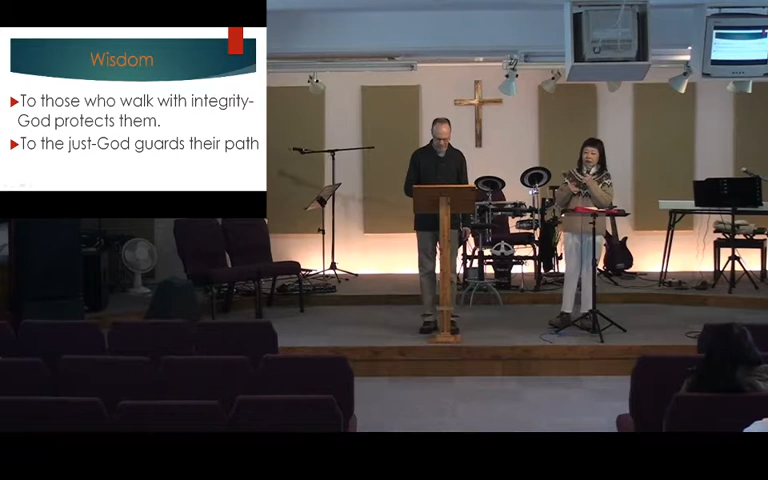 Wisdom
To those who walk with integrity-
God protects them.
To the just-God guards their path